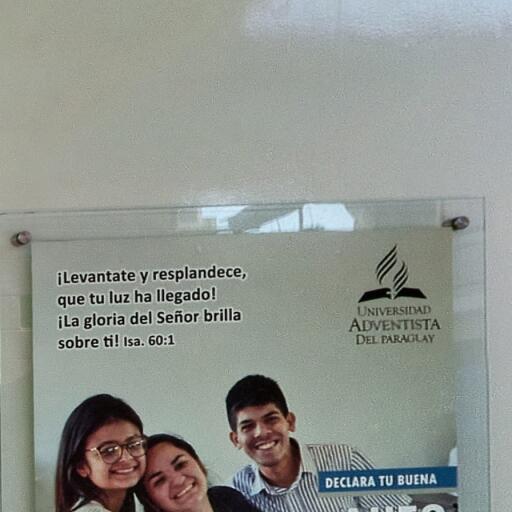 ¡Levantate y resplandece,
que tu luz ha llegado!
¡La gloria del Señor brilla
sobre ti! Isa. 60:1
UNIVERSIDAD
ADVENTISTA
DEL PARAGUAY
DECLARA TU BUENA